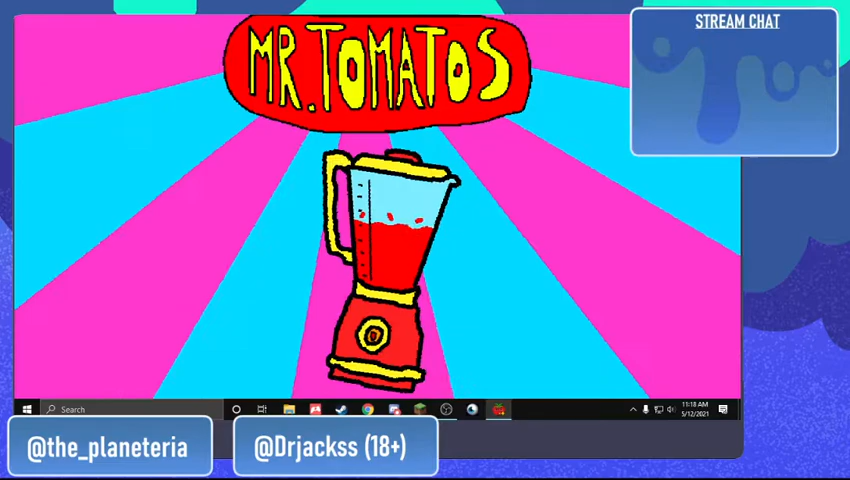 MR.TOMATOS
STREAM CHAT
Search
11:18 AM
5/12/2021
@the_planeteria
@Drjackss (18+)